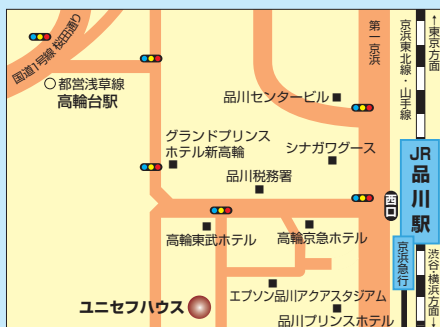 国道1号線 桜田通り
都営浅草線
高輪台駅
第一京浜
京浜東北線・山手線
←東京方面
品川センタービル
グランドプリンス
ホテル新高輪
シナガワグース
品川税務署
JR
品川駅
西口
高輪東武ホテル
高輪京急ホテル
京浜急行
渋谷・横浜方面→
エプソン品川アクアスタジアム
ユニセフハウス
品川プリンスホテル